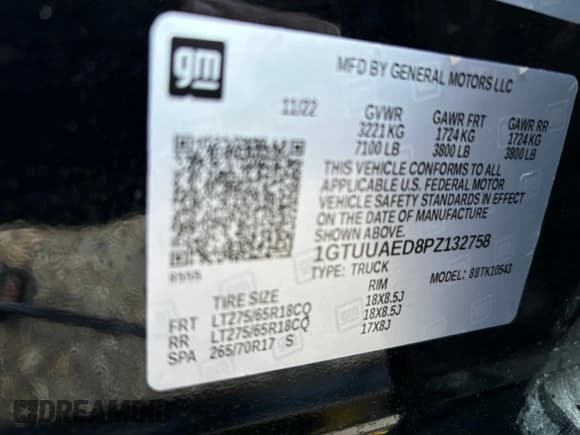 gm
MFD BY GENERAL MOTORS LLC
11/22 GVWR GAWR FRT GAWR RR
3221 KG 1724 KG 1724 KG
7100 LB 3800 LB 3800 LB
THIS VEHICLE CONFORMS TO ALL
APPLICABLE U.S. FEDERAL MOTOR
VEHICLE SAFETY STANDARDS IN EFFECT
ON THE DATE OF MANUFACTURE
SHOWN ABOVE.
1GTUUAED8PZ132758
TYPE: TRUCK MODEL: 88TK10543
TIRE SIZE RIM
FRT LT275/65R18CQ 18X8.5J
RR LT275/65R18CQ 18X8.5J
SPA 265/70R17 S 17X8J